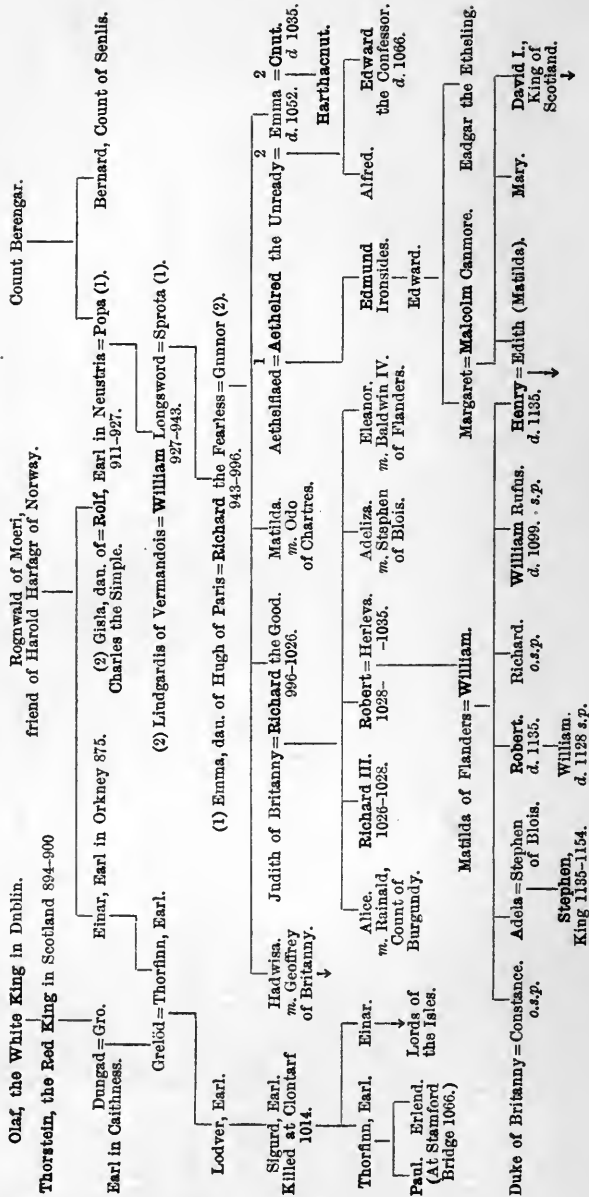 Olaf, the White King in Dublin.
Thorstein, the Red King in Scotland 894–900
Rognwald of Moeri,
friend of Harold Harfagr of Norway.
Count Berengar.
Dungad = Gro.
Earl in Caithness.
Einar, Earl in Orkney 875.
(2) Gisla, dau. of = Rolf, Earl in Neustria = Popa (1).
Charles the Simple. 911–927.
Bernard, Count of Senlis.
Grelöd = Thorfinn, Earl.
(2) Lindgardis of Vermandois = William Longsword = Sprota (1).
927–943.
Lodver, Earl.
(1) Emma, dau. of Hugh of Paris = Richard the Fearless = Gunnor (2).
943–996.
Sigurd, Earl.
Killed at Clontarf
1014.
Hadwisa.
m. Geoffrey
of Britanny.
Judith of Britanny = Richard the Good.
996–1026.
Matilda.
m. Odo
of Chartres.
1 2 2
Aethelflaed = Aethelred the Unready = Emma = Cnut.
d. 1052. d 1035.
Harthacnut.
Thorfinn, Earl.
Einar.
Lords of
the Isles.
Paul. Erlend.
(At Stamford
Bridge 1066.)
Alice.
m. Rainald,
Count of
Burgundy.
Richard III.
1026–1028.
Robert = Herleva.
1028– –1035.
Adeliza.
m. Stephen
of Blois.
Eleanor.
m. Baldwin IV.
of Flanders.
Edmund
Ironsides.
Edward.
Alfred.
Edward
the Confessor.
d. 1066.
Matilda of Flanders = William.
Margaret = Malcolm Canmore.
Eadgar the Etheling.
Duke of Britanny = Constance.
o.s.p.
Adela = Stephen
of Blois.
Stephen,
King 1135–1154.
Robert.
d. 1135.
William.
d. 1128 s.p.
Richard.
o.s.p.
William Rufus.
d. 1099. s.p.
Henry = Edith (Matilda).
d. 1135.
Mary.
David I.,
King of
Scotland.